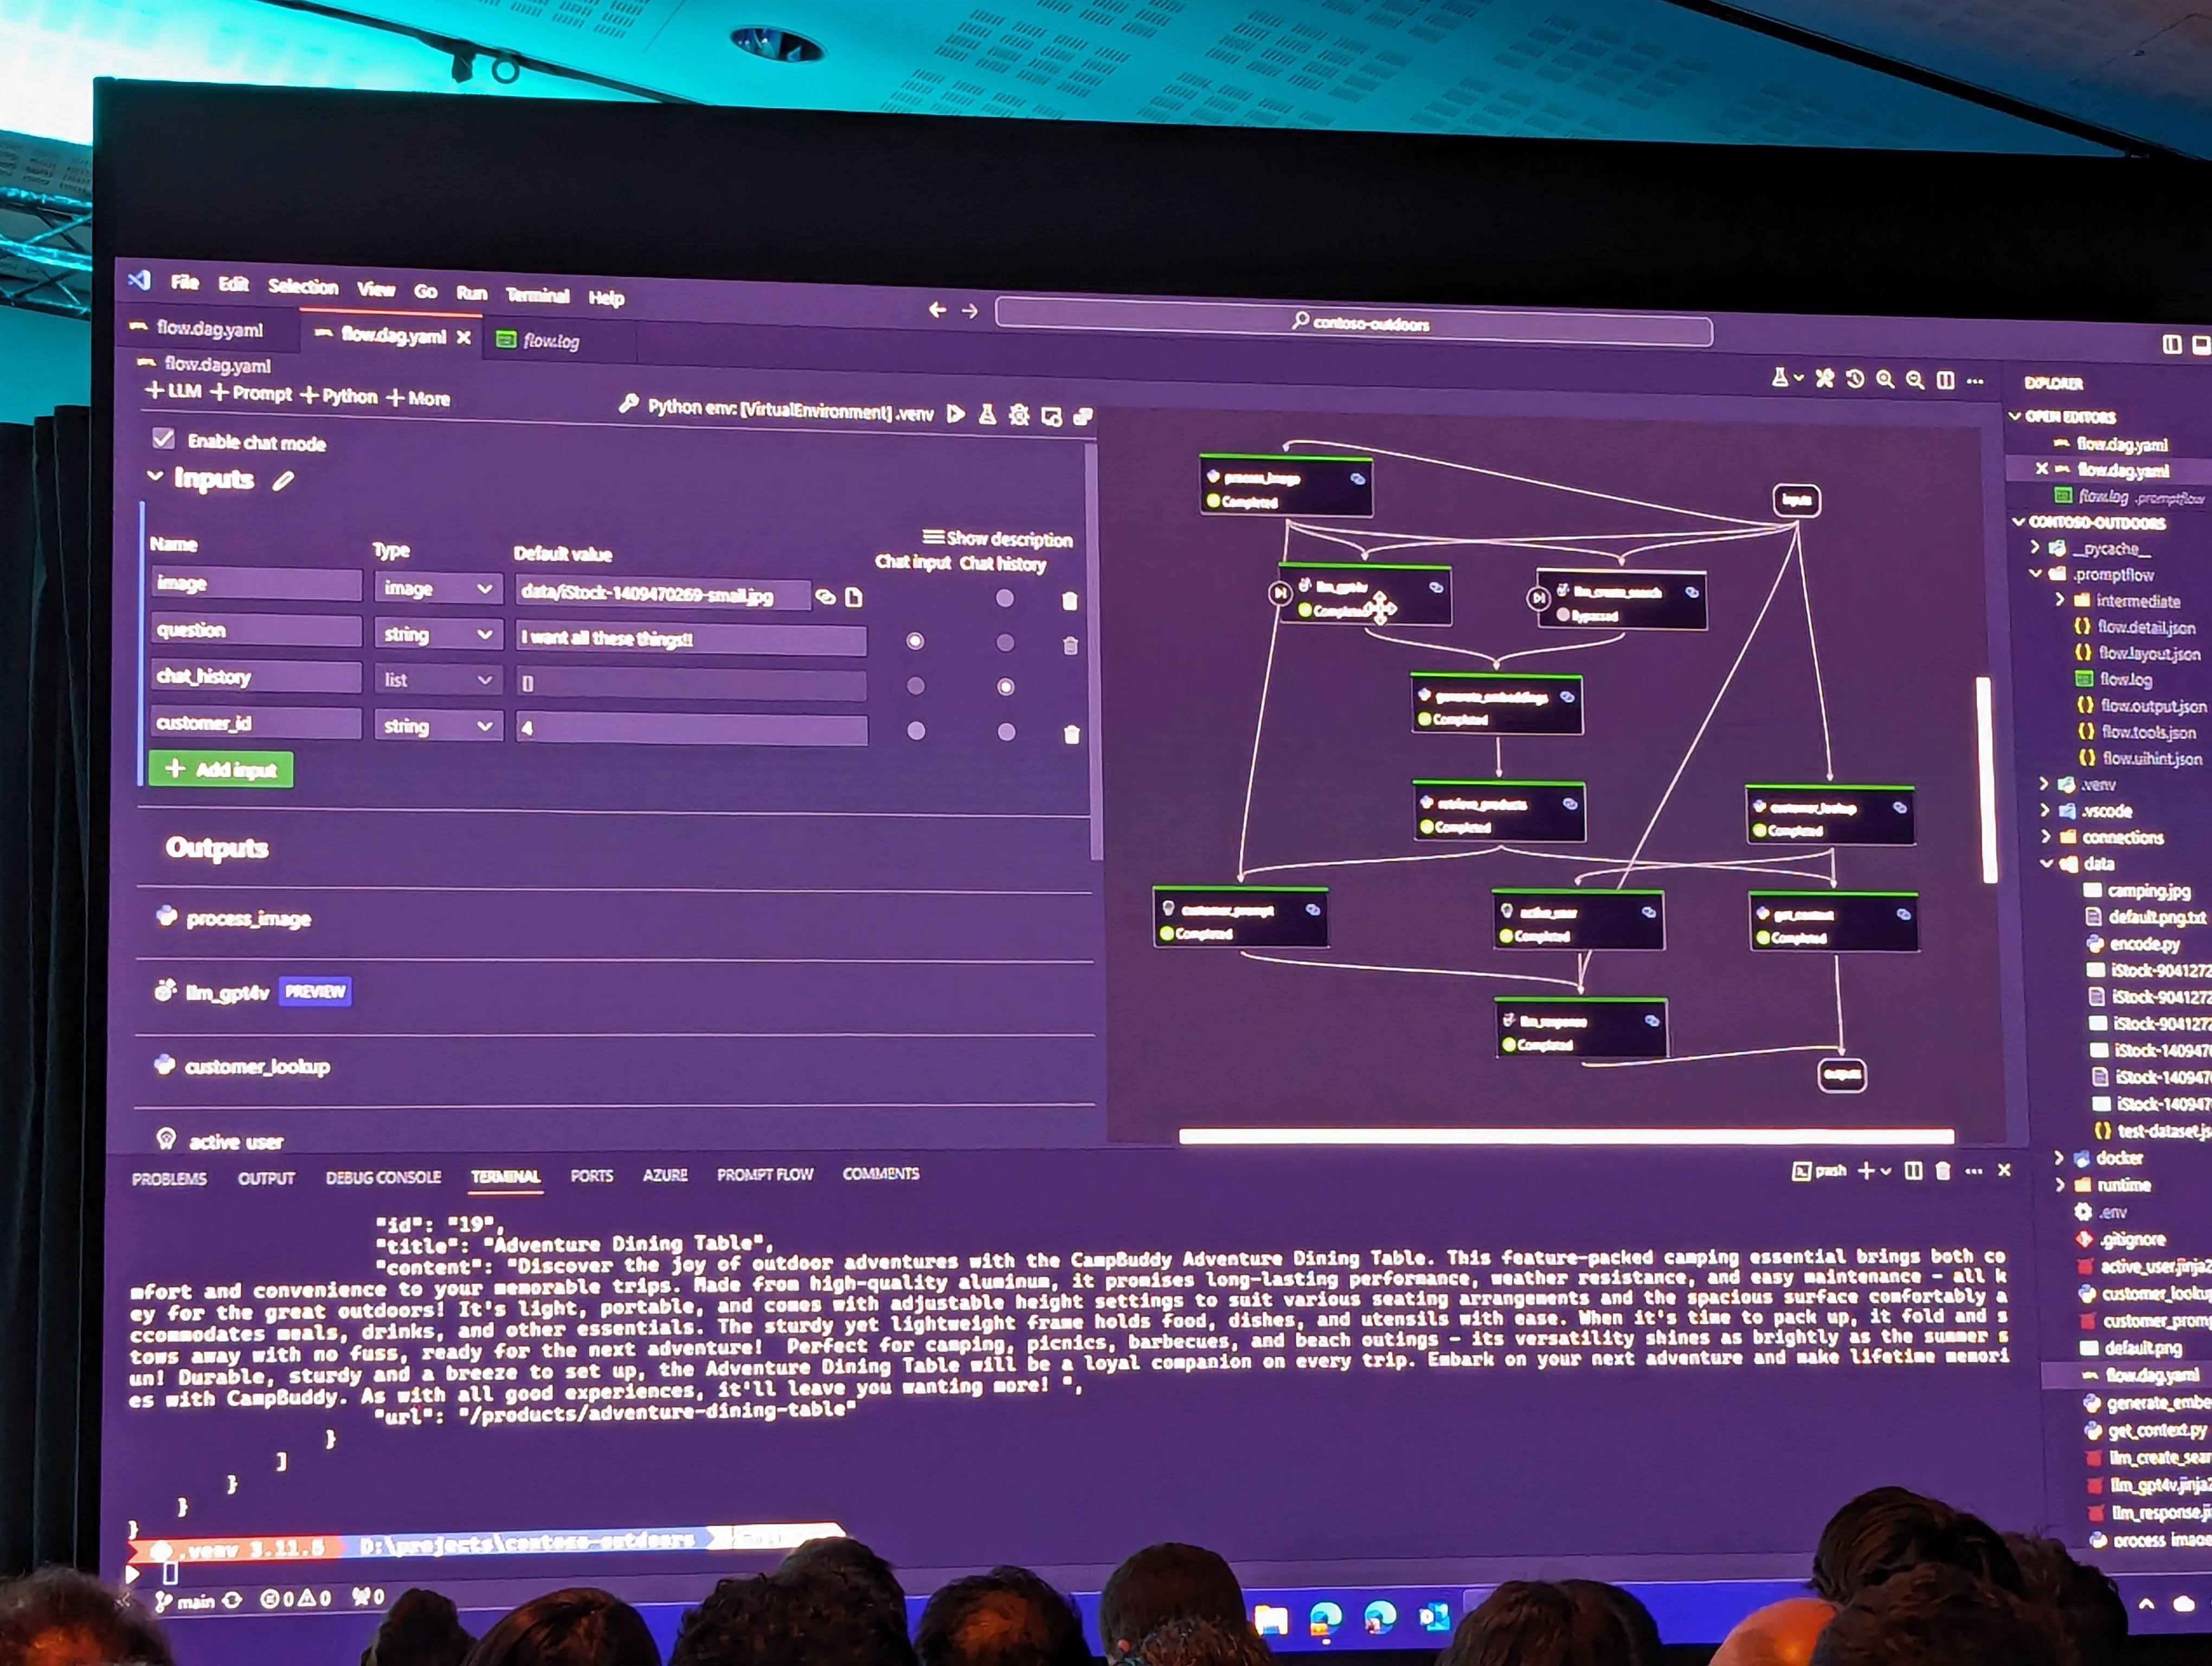 File Edit Selection View Go Run Terminal Help
contoso-outdoors
flow.dag.yaml
flow.dag.yaml
flow.log
flow.dag.yaml
LLM Prompt Python More
Python env: [VirtualEnvironment] .venv
Enable chat mode
Inputs
Show description
Name Type Default value Chat input Chat history
image image data/iStock-1409470269-small.jpg
question string I want all these things!!
chat_history list []
customer_id string 4
+ Add input
Outputs
process_image
llm_gpt4v PREVIEW
customer_lookup
active_user
process_image
Completed
inputs
llm_gpt4v
Completed
llm_create_search
Bypassed
generate_embeddings
Completed
retrieve_products
Completed
customer_lookup
Completed
customer_prompt
Completed
active_user
Completed
get_context
Completed
llm_response
Completed
outputs
EXPLORER
OPEN EDITORS
flow.dag.yaml
flow.dag.yaml
flow.log .promptflow
CONTOSO-OUTDOORS
__pycache__
.promptflow
intermediate
flow.detail.json
flow.layout.json
flow.log
flow.output.json
flow.tools.json
flow.uihint.json
.venv
.vscode
connections
data
camping.jpg
default.png.txt
encode.py
iStock-9041272
iStock-9041272
iStock-9041272
iStock-140947
iStock-140947
iStock-140947
test-dataset.js
docker
runtime
.env
.gitignore
active_user.jinja2
customer_looku
customer_promp
default.png
flow.dag.yaml
generate_embe
get_context.py
llm_create_sear
llm_gpt4v.jinja2
llm_response.ji
process_image
PROBLEMS OUTPUT DEBUG CONSOLE TERMINAL PORTS AZURE PROMPT FLOW COMMENTS
pwsh
"id": "19",
"title": "Adventure Dining Table",
"content": "Discover the joy of outdoor adventures with the CampBuddy Adventure Dining Table. This feature-packed camping essential brings both co
mfort and convenience to your memorable trips. Made from high-quality aluminum, it promises long-lasting performance, weather resistance, and easy maintenance - all k
ey for the great outdoors! It's light, portable, and comes with adjustable height settings to suit various seating arrangements and the spacious surface comfortably a
ccommodates meals, drinks, and other essentials. The sturdy yet lightweight frame holds food, dishes, and utensils with ease. When it's time to pack up, it fold and s
tows away with no fuss, ready for the next adventure!  Perfect for camping, picnics, barbecues, and beach outings - its versatility shines as brightly as the summer s
un! Durable, sturdy and a breeze to set up, the Adventure Dining Table will be a loyal companion on every trip. Embark on your next adventure and make lifetime memori
es with CampBuddy. As with all good experiences, it'll leave you wanting more! ",
"url": "/products/adventure-dining-table"
}
]
}
}
}
.venv 3.11.5 D:\projects\contoso-outdoors
main 0 0 0